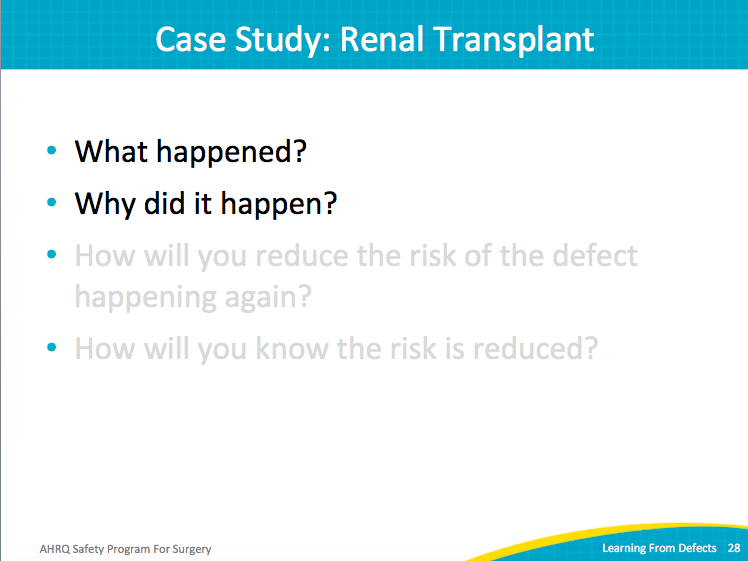 Case Study: Renal Transplant
• What happened?
• Why did it happen?
• How will you reduce the risk of the defect
happening again?
• How will you know the risk is reduced?
AHRQ Safety Program For Surgery
Learning From Defects 28